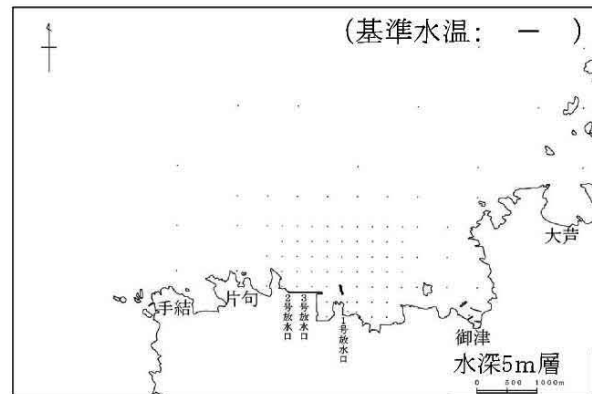 (基準水温: － )
大芦
手結
片句
2号放水口
3号放水口
1号放水口
御津
水深5m層
0 500 1000m